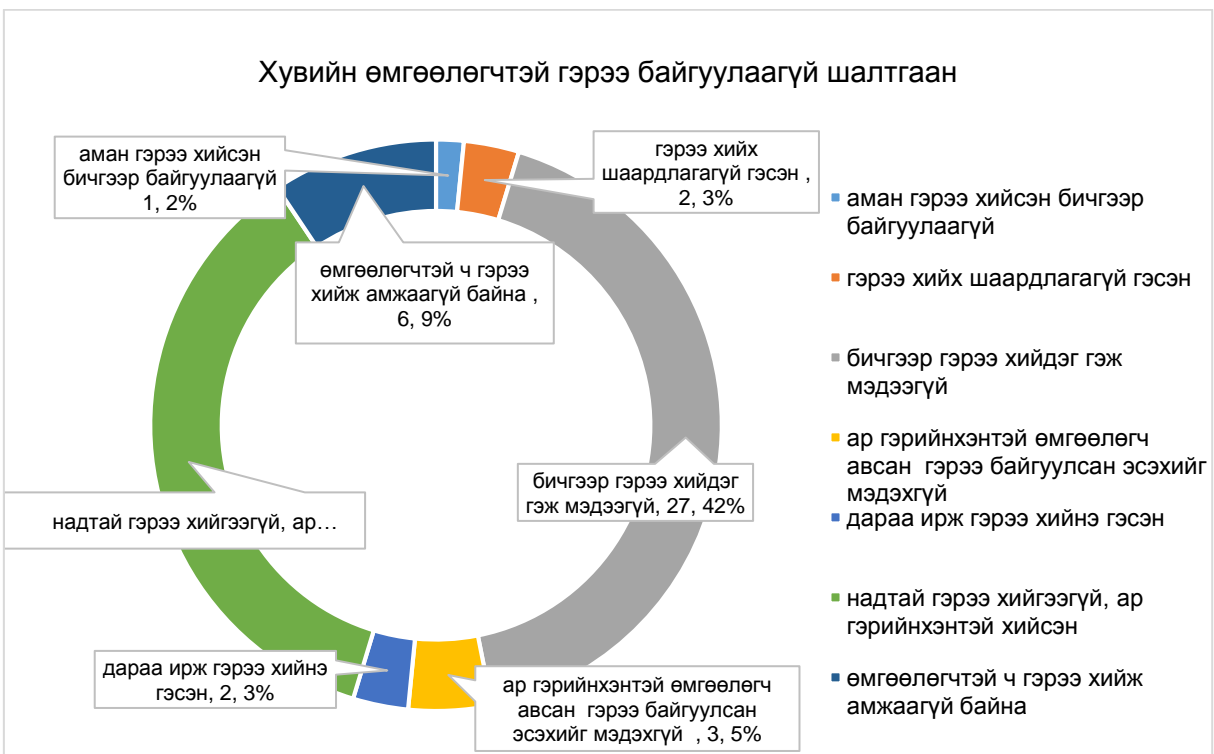 Хувийн өмгөөлөгчтэй гэрээ байгуулаагүй шалтгаан
аман гэрээ хийсэн
бичгээр байгуулаагүй
1, 2%
гэрээ хийх
шаардлагагүй гэсэн ,
2, 3%
өмгөөлөгчтэй ч гэрээ
хийж амжаагүй байна ,
6, 9%
бичгээр гэрээ хийдэг
гэж мэдээгүй, 27, 42%
надтай гэрээ хийгээгүй, ар…
дараа ирж гэрээ хийнэ
гэсэн, 2, 3%
ар гэрийнхэнтэй өмгөөлөгч
авсан гэрээ байгуулсан
эсэхийг мэдэхгүй , 3, 5%
аман гэрээ хийсэн бичгээр
байгуулаагүй
гэрээ хийх шаардлагагүй гэсэн
бичгээр гэрээ хийдэг гэж
мэдээгүй
ар гэрийнхэнтэй өмгөөлөгч
авсан гэрээ байгуулсан эсэхийг
мэдэхгүй
дараа ирж гэрээ хийнэ гэсэн
надтай гэрээ хийгээгүй, ар
гэрийнхэнтэй хийсэн
өмгөөлөгчтэй ч гэрээ хийж
амжаагүй байна